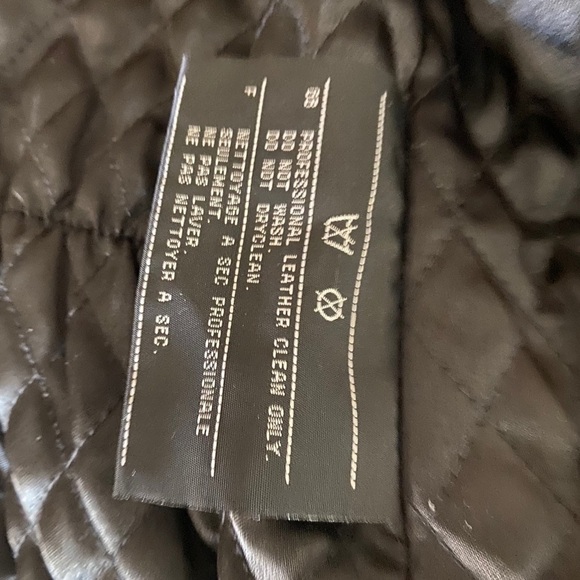 GB
PROFESSIONAL LEATHER CLEAN ONLY.
DO NOT WASH.
DO NOT DRYCLEAN.
F
NETTOYAGE A SEC PROFESSIONALE
SEULEMENT.
NE PAS LAVER.
NE PAS NETTOYER A SEC.